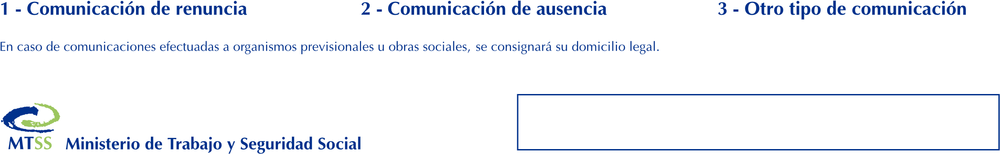 1 - Comunicación de renuncia 2 - Comunicación de ausencia 3 - Otro tipo de comunicación
En caso de comunicaciones efectuadas a organismos previsionales u obras sociales, se consignará su domicilio legal.
MTSS Ministerio de Trabajo y Seguridad Social